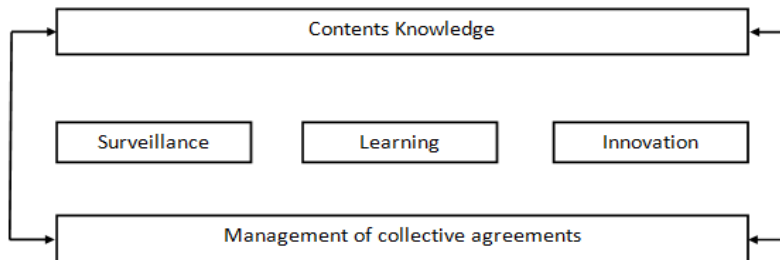 Contents Knowledge
Surveillance Learning Innovation
Management of collective agreements